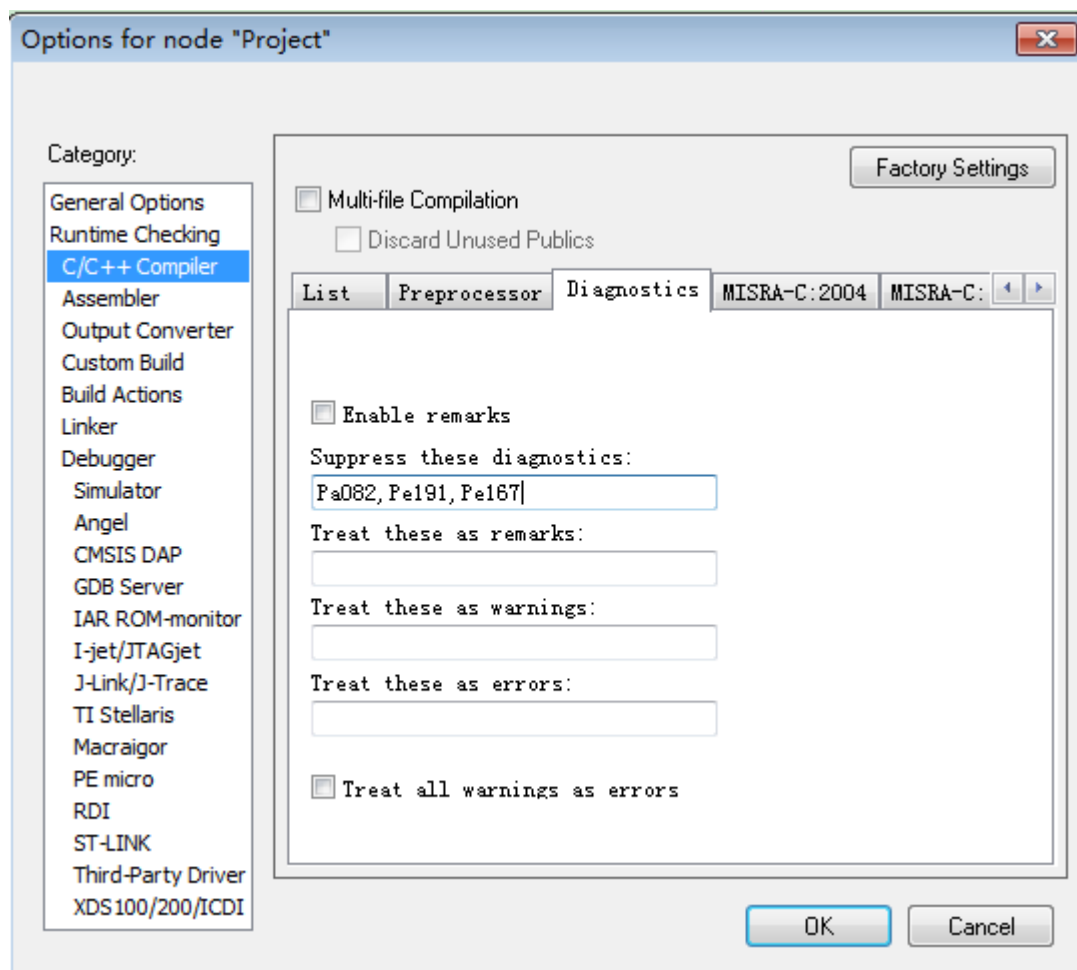 Options for node "Project"
Category:
General Options
Runtime Checking
C/C++ Compiler
Assembler
Output Converter
Custom Build
Build Actions
Linker
Debugger
Simulator
Angel
CMSIS DAP
GDB Server
IAR ROM-monitor
I-jet/JTAGjet
J-Link/J-Trace
TI Stellaris
Macraigor
PE micro
RDI
ST-LINK
Third-Party Driver
XDS100/200/ICDI
Factory Settings
Multi-file Compilation
Discard Unused Publics
List Preprocessor Diagnostics MISRA-C:2004 MISRA-C:
Enable remarks
Suppress these diagnostics:
Pa082, Pe191, Pe167
Treat these as remarks:
Treat these as warnings:
Treat these as errors:
Treat all warnings as errors
OK Cancel